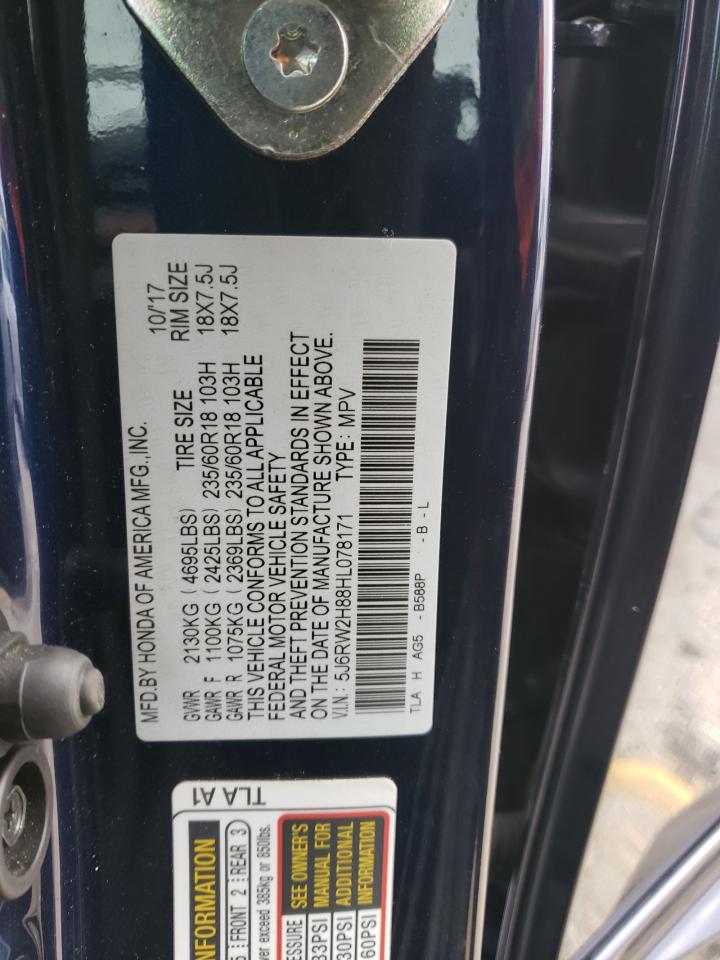 MFD.BY HONDA OF AMERICA MFG.,INC. 10/'17
TIRE SIZE RIM SIZE
GVWR 2130KG (4695LBS)
GAWR F 1100KG (2425LBS) 235/60R18 103H 18X7.5J
GAWR R 1075KG (2369LBS) 235/60R18 103H 18X7.5J
THIS VEHICLE CONFORMS TO ALL APPLICABLE
FEDERAL MOTOR VEHICLE SAFETY
AND THEFT PREVENTION STANDARDS IN EFFECT
ON THE DATE OF MANUFACTURE SHOWN ABOVE.
V.I.N.: 5J6RW2H88HL078171 TYPE: MPV
TLA H AG5 -B588P -B-L
TLA A1
NFORMATION
FRONT 2 REAR 3
ver exceed 385kg or 850lbs.
ESSURE SEE OWNER'S
33PSI MANUAL FOR
30PSI ADDITIONAL
60PSI INFORMATION